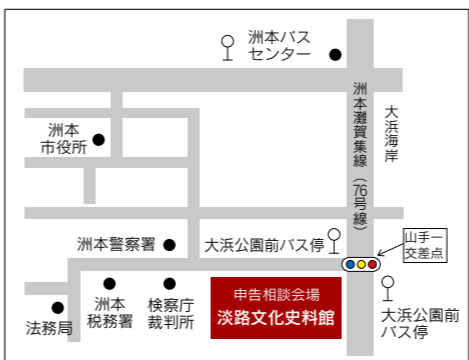 洲本バス
センター
洲本灘賀集線（76号線）
大浜海岸
洲本
市役所
山手一
交差点
洲本警察署
大浜公園前バス停
申告相談会場
淡路文化史料館
法務局
洲本
税務署
検察庁
裁判所
大浜公園前
バス停